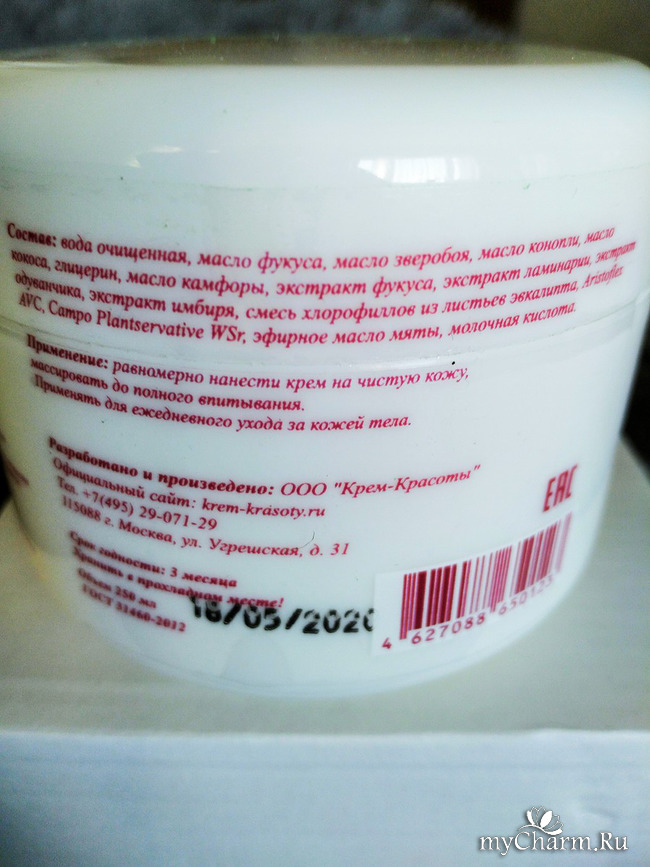 Состав: вода очищенная, масло фукуса, масло зверобоя, масло конопли, масло
кокоса, глицерин, масло камфоры, экстракт фукуса, экстракт ламинарии, экстракт
одуванчика, экстракт имбиря, смесь хлорофиллов из листьев эвкалипта, Aristoflex
AVC, Campo Plantservative WSr, эфирное масло мяты, молочная кислота.
Применение: равномерно нанести крем на чистую кожу,
массировать до полного впитывания.
Применять для ежедневного ухода за кожей тела.
Разработано и произведено: ООО "Крем-Красоты"
Официальный сайт: krem-krasoty.ru
Тел. +7(495) 29-071-29
115088 г. Москва, ул. Угрешская, д. 31
EAC
Срок годности: 3 месяца
Хранить в прохладном месте!
Объем 250 мл
ГОСТ 31460-2012
18/05/2020
4 627088 650123
myCharm.Ru